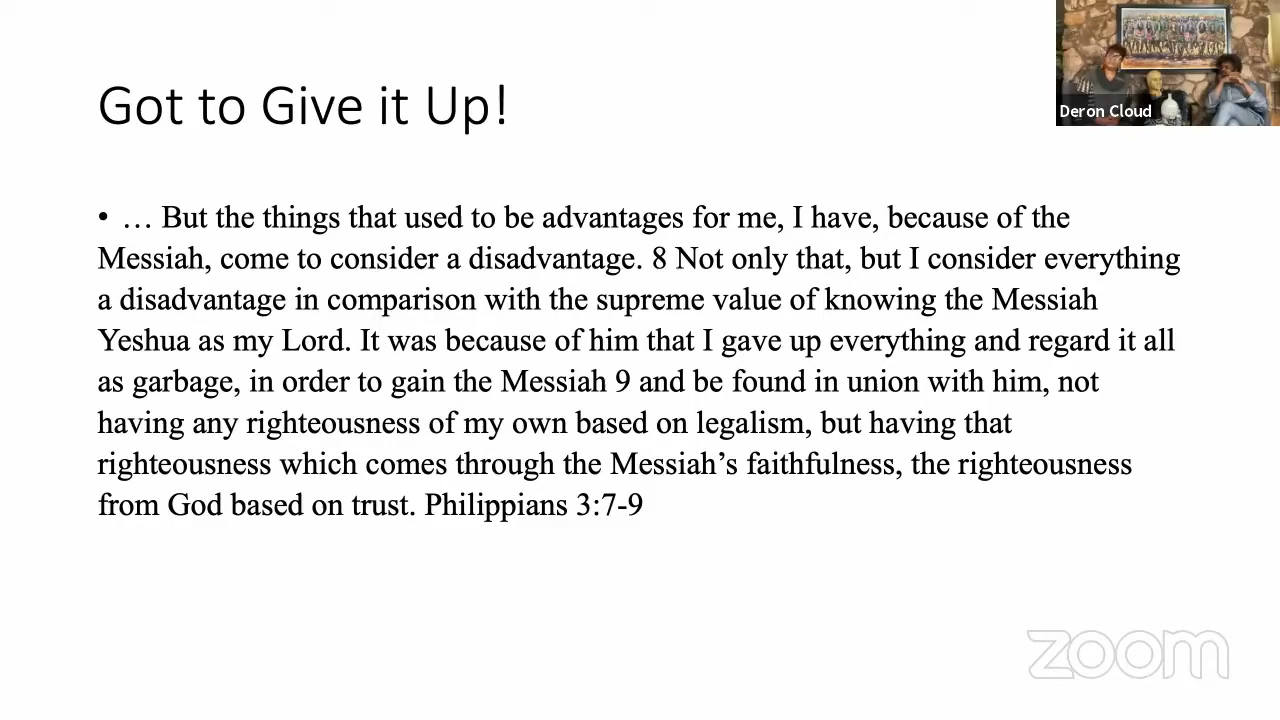 Got to Give it Up!
Deron Cloud
• … But the things that used to be advantages for me, I have, because of the
Messiah, come to consider a disadvantage. 8 Not only that, but I consider everything
a disadvantage in comparison with the supreme value of knowing the Messiah
Yeshua as my Lord. It was because of him that I gave up everything and regard it all
as garbage, in order to gain the Messiah 9 and be found in union with him, not
having any righteousness of my own based on legalism, but having that
righteousness which comes through the Messiah’s faithfulness, the righteousness
from God based on trust. Philippians 3:7-9
zoom